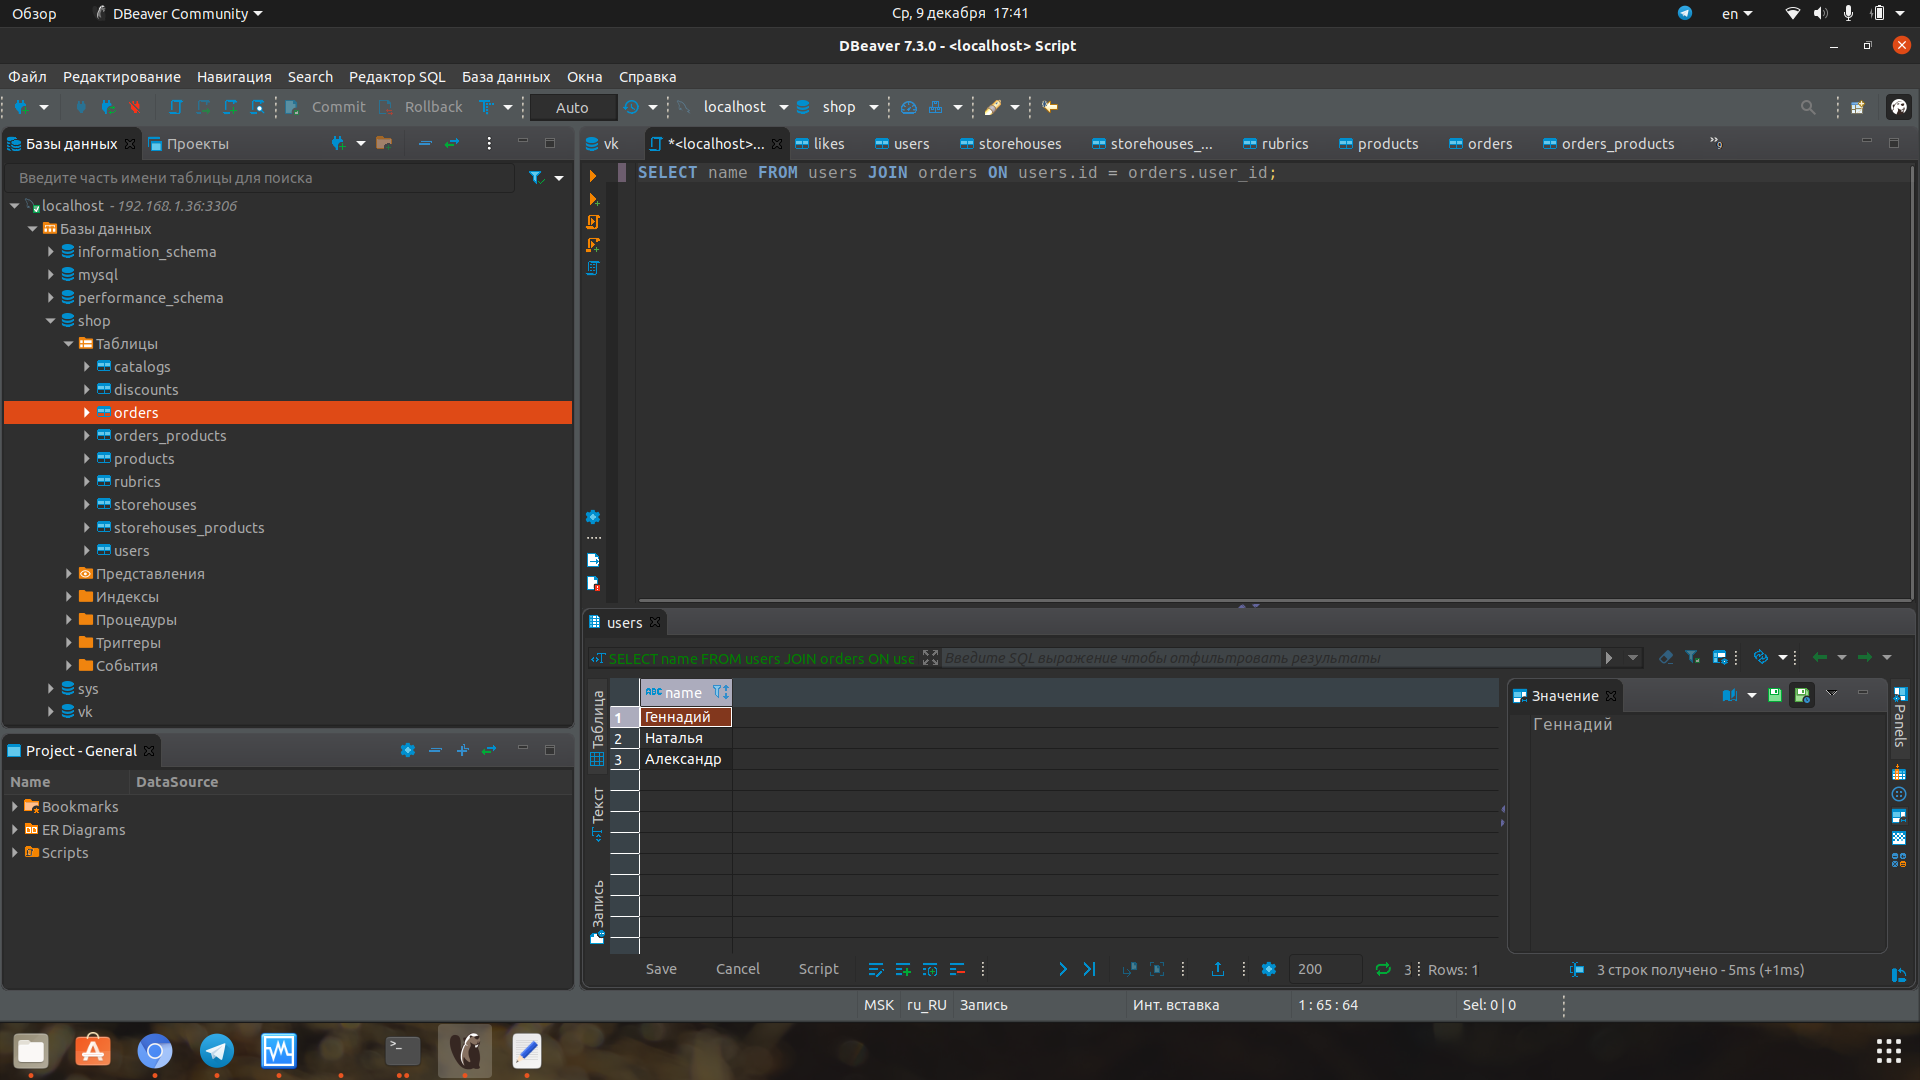 Обзор
DBeaver Community
Ср, 9 декабря 17:41
en
DBeaver 7.3.0 - <localhost> Script
Файл Редактирование Навигация Search Редактор SQL База данных Окна Справка
Commit Rollback Auto localhost shop
Базы данных
Проекты
Введите часть имени таблицы для поиска
localhost - 192.168.1.36:3306
Базы данных
information_schema
mysql
performance_schema
shop
Таблицы
catalogs
discounts
orders
orders_products
products
rubrics
storehouses
storehouses_products
users
Представления
Индексы
Процедуры
Триггеры
События
sys
vk
Project - General
Name DataSource
Bookmarks
ER Diagrams
Scripts
vk *<localhost>... likes users storehouses storehouses_... rubrics products orders orders_products »9
SELECT name FROM users JOIN orders ON users.id = orders.user_id;
users
SELECT name FROM users JOIN orders ON use
Введите SQL выражение чтобы отфильтровать результаты
Таблица
Текст
Запись
ABC name
1 Геннадий
2 Наталья
3 Александр
Значение
Геннадий
Panels
Save Cancel Script 200 3 Rows: 1
3 строк получено - 5ms (+1ms)
MSK ru_RU Запись Инт. вставка 1 : 65 : 64 Sel: 0 | 0